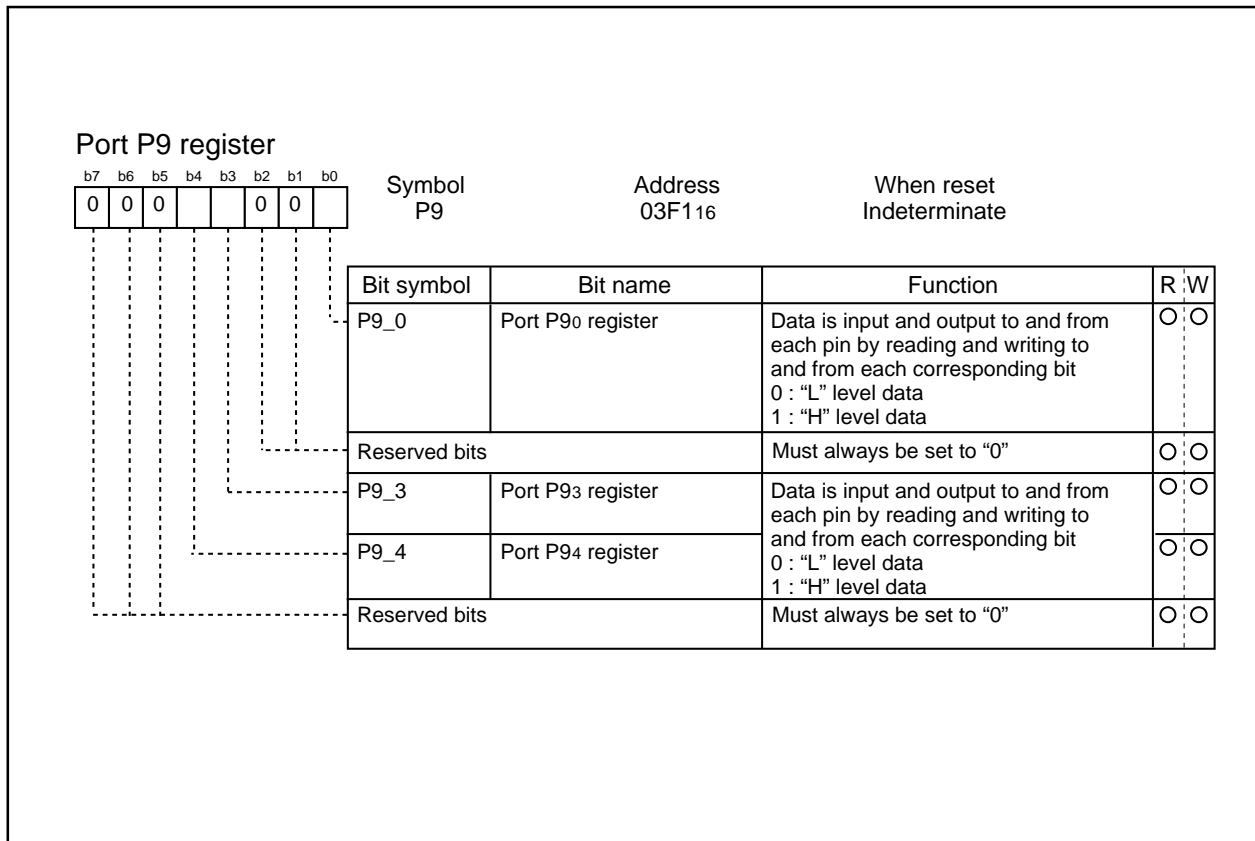 Port P9 register
b7 b6 b5 b4 b3 b2 b1 b0
0 0 0 0 0
Symbol Address When reset
P9 03F116 Indeterminate
Bit symbol Bit name Function R W
P9_0 Port P90 register Data is input and output to and from
each pin by reading and writing to
and from each corresponding bit
0 : “L” level data
1 : “H” level data
Reserved bits Must always be set to “0”
P9_3 Port P93 register Data is input and output to and from
each pin by reading and writing to
and from each corresponding bit
P9_4 Port P94 register 0 : “L” level data
1 : “H” level data
Reserved bits Must always be set to “0”